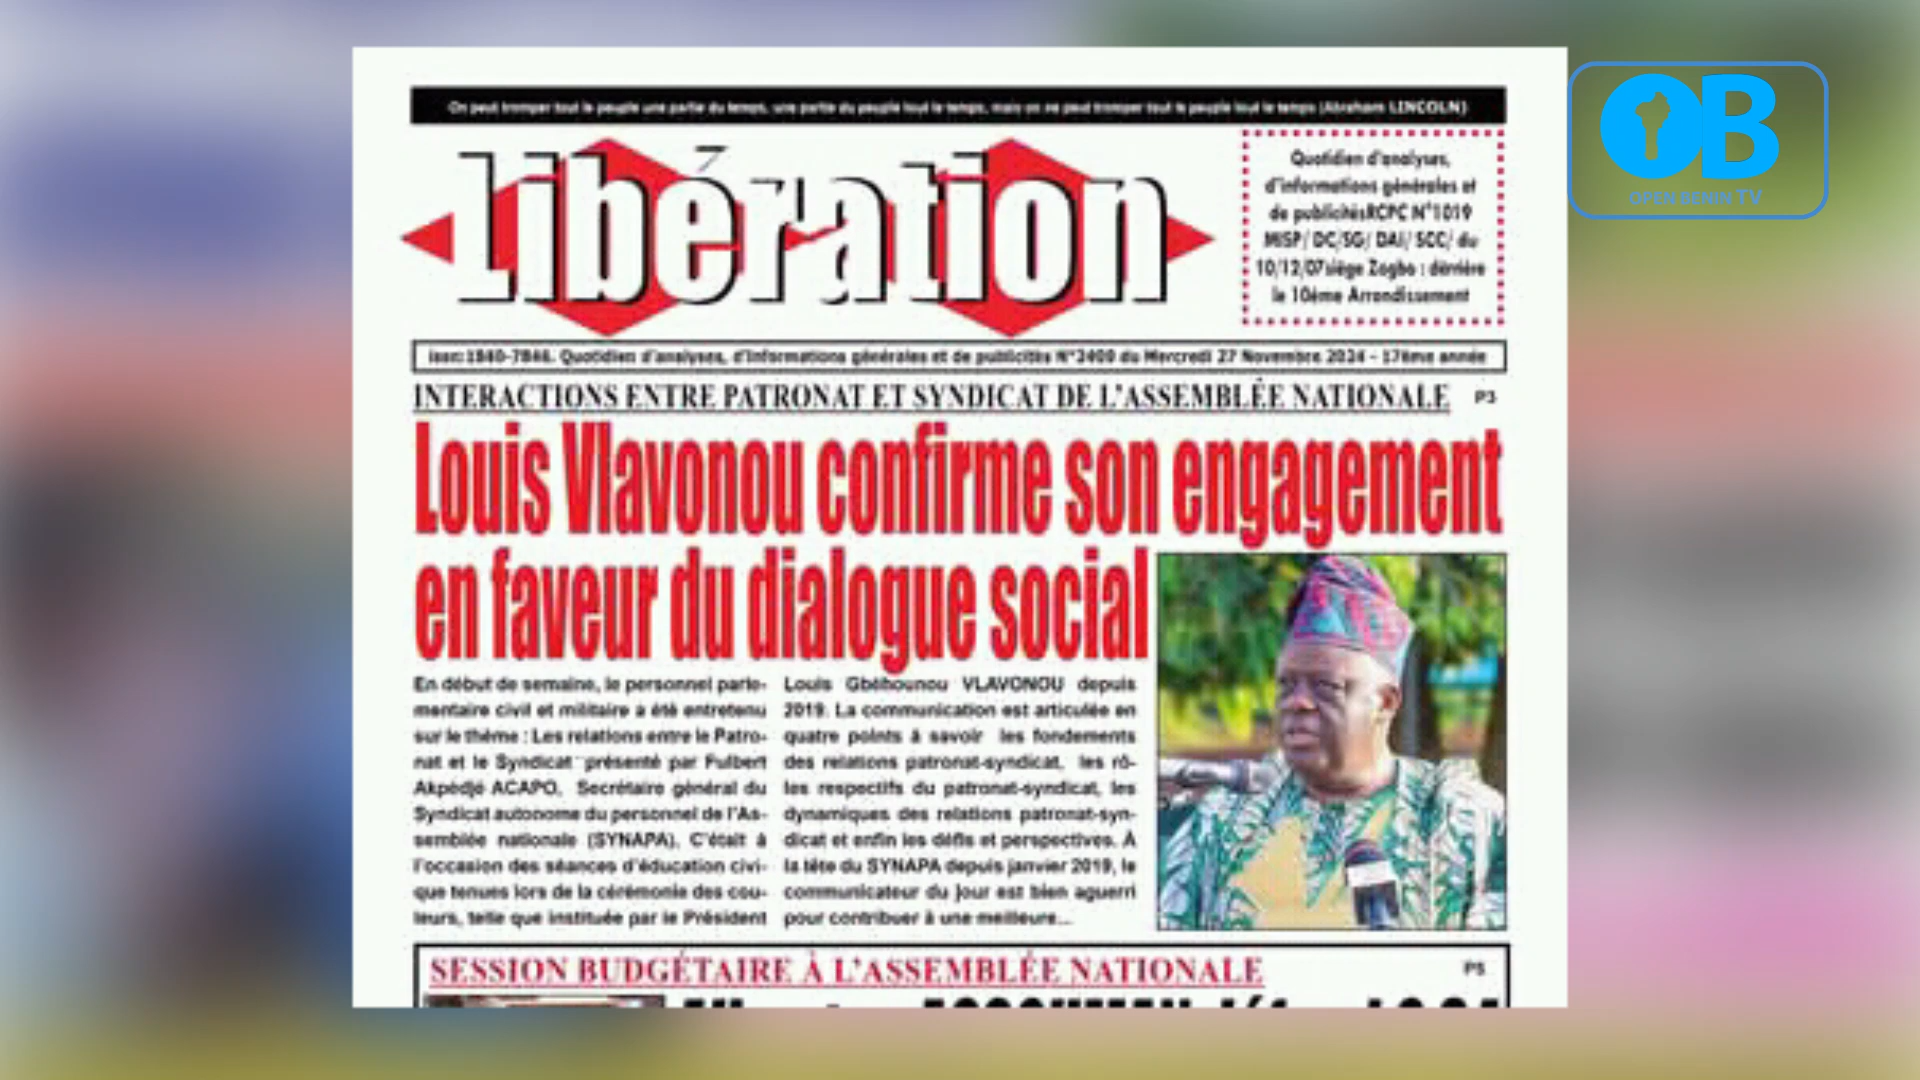 On peut tromper tout le peuple une partie du temps, une partie du peuple tout le temps, mais on ne peut tromper tout le peuple tout le temps (Abraham LINCOLN)
Libération
Quotidien d'analyses,
d'informations générales et
de publicitésRCPC N°1019
MISP/ DC/SG/ DAI/ SCC/ du
10/12/07siège Zogbo : dérrière
le 10ème Arrondissement
OB
OPEN BENIN TV
issn:1840-7846. Quotidien d'analyses, d'informations générales et de publicités N°2400 du Mercredi 27 Novembre 2024 - 17ème année
INTERACTIONS ENTRE PATRONAT ET SYNDICAT DE L'ASSEMBLÉE NATIONALE P3
Louis Vlavonou confirme son engagement
en faveur du dialogue social
En début de semaine, le personnel parle-
mentaire civil et militaire a été entretenu
sur le thème : Les relations entre le Patro-
nat et le Syndicat présenté par Fulbert
Akpédjé ACAPO, Secrétaire général du
Syndicat autonome du personnel de l'As-
semblée nationale (SYNAPA). C'était à
l'occasion des séances d'éducation civi-
que tenues lors de la cérémonie des cou-
leurs, telle que instituée par le Président
Louis Gbèhounou VLAVONOU depuis
2019. La communication est articulée en
quatre points à savoir les fondements
des relations patronat-syndicat, les rô-
les respectifs du patronat-syndicat, les
dynamiques des relations patronat-syn-
dicat et enfin les défis et perspectives. À
la tête du SYNAPA depuis janvier 2019, le
communicateur du jour est bien aguerri
pour contribuer à une meilleure...
SESSION BUDGÉTAIRE À L'ASSEMBLÉE NATIONALE P5